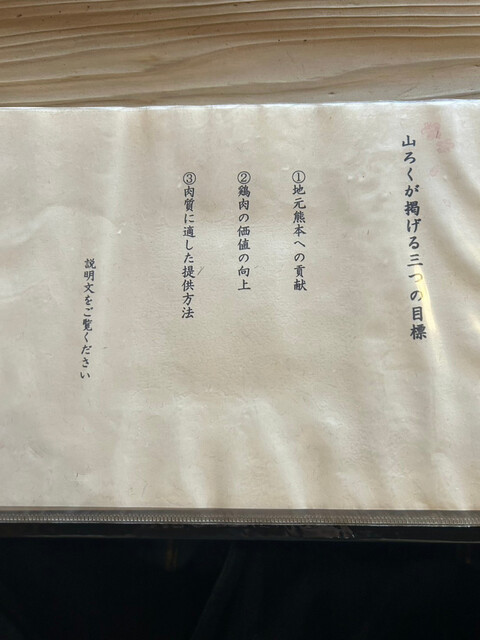 山ろくが掲げる三つの目標
①地元熊本への貢献
②鶏肉の価値の向上
③肉質に適した提供方法
説明文をご覧ください